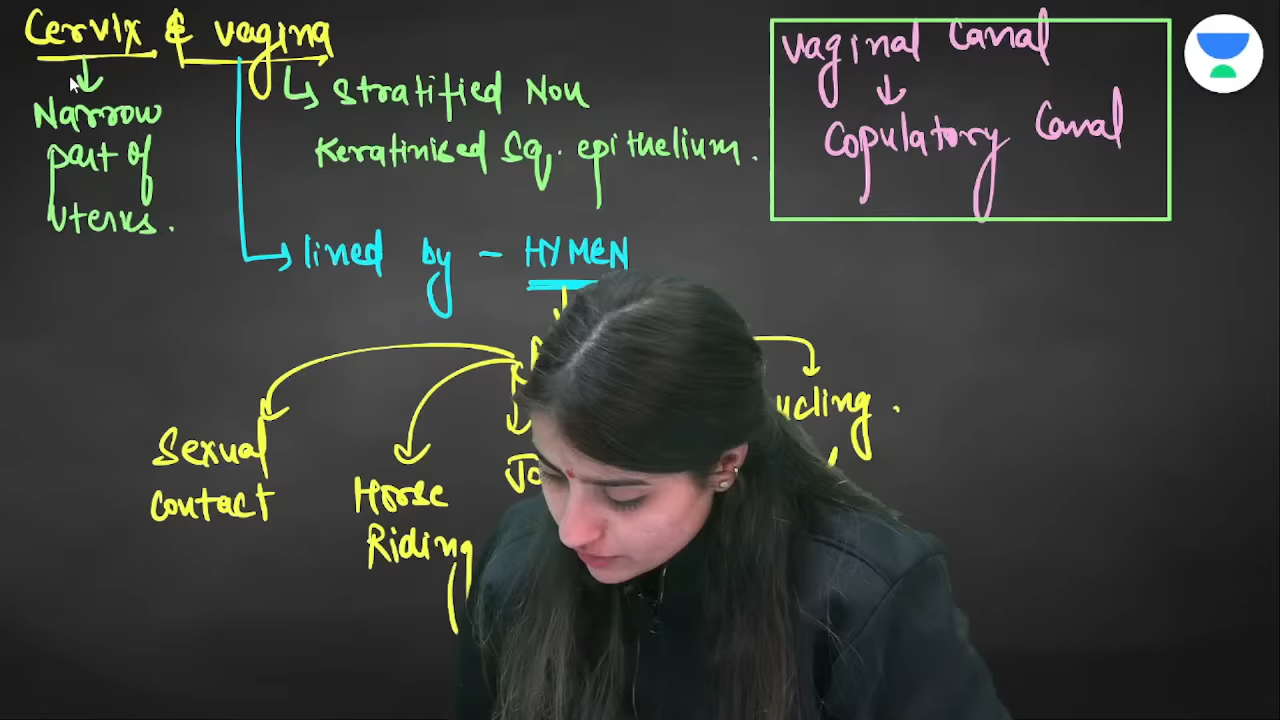 Cervix & vagina
Narrow
part of
uterus.
Stratified Non
Keratinised Sq. epithelium.
lined by - HYMEN
Sexual
contact
Horse
Riding
vaginal Canal
Copulatory Canal